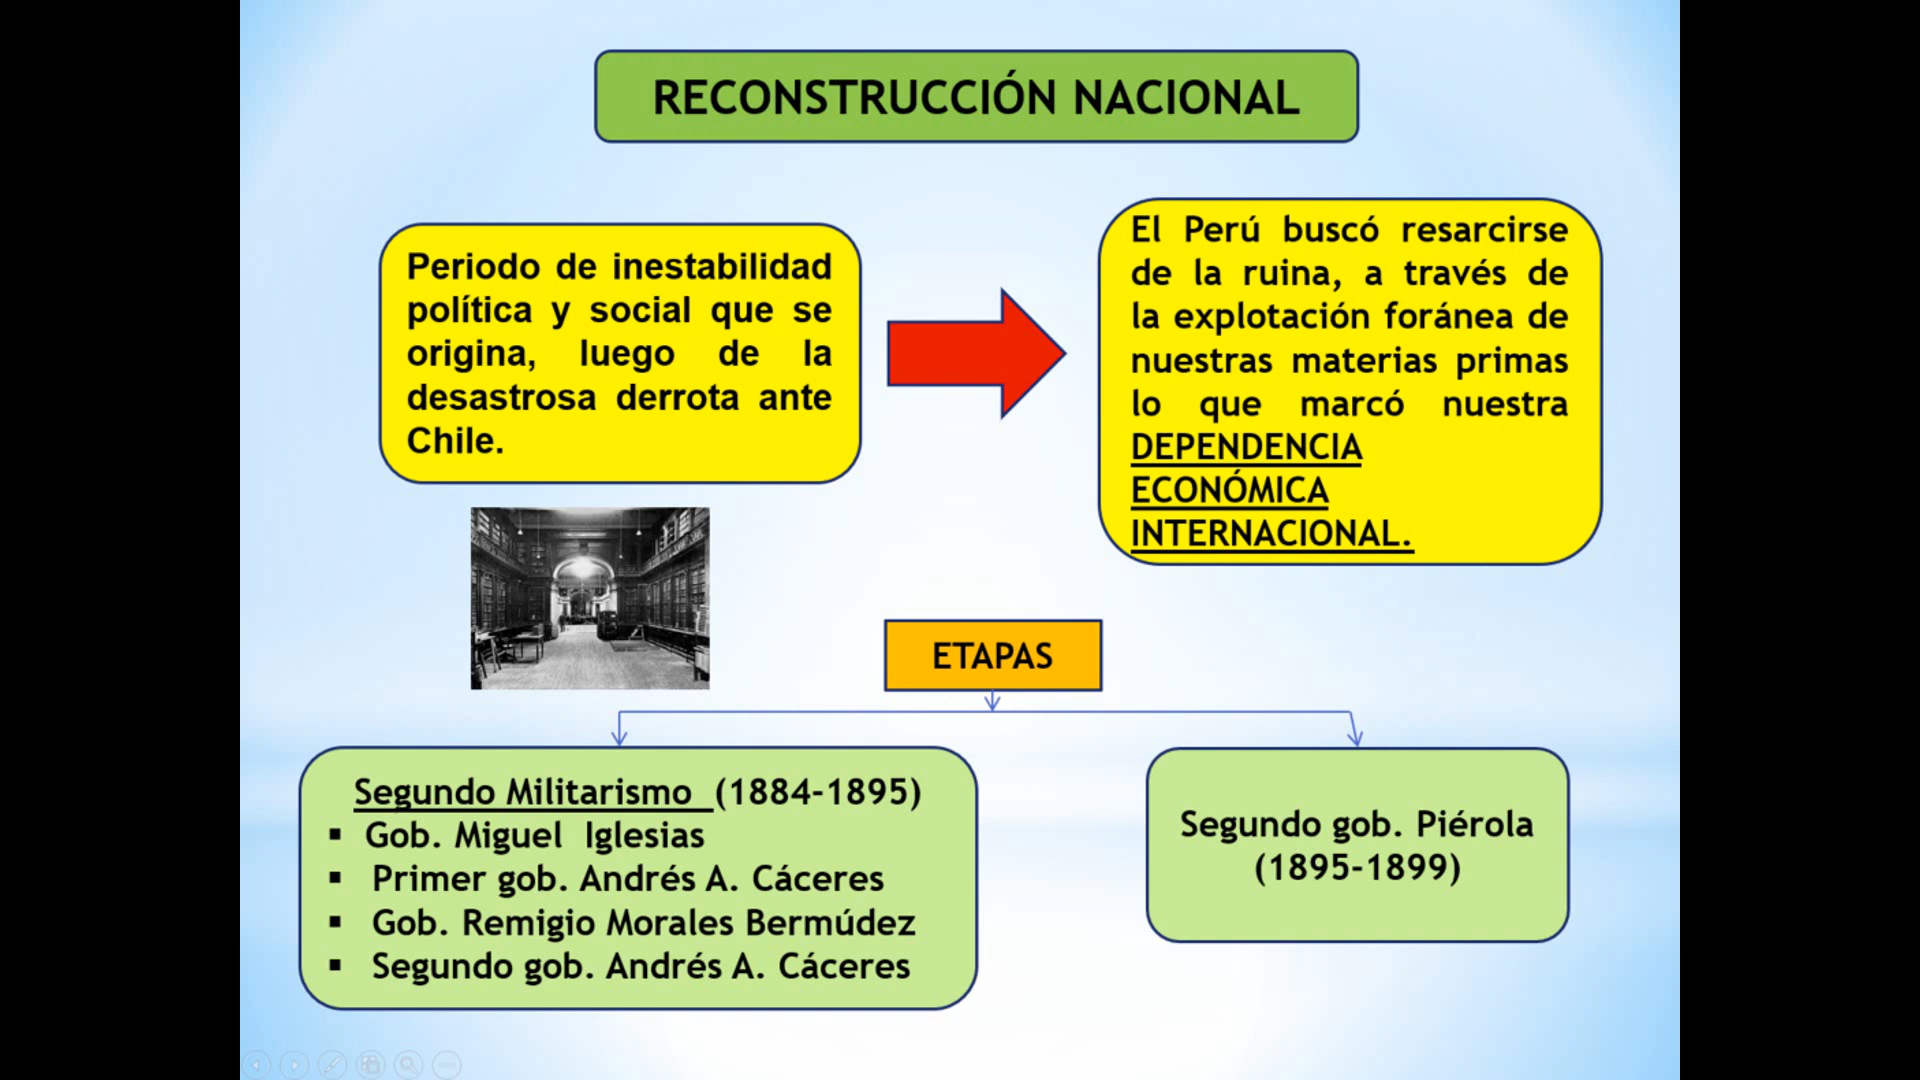 RECONSTRUCCIÓN NACIONAL
Periodo de inestabilidad
política y social que se
origina, luego de la
desastrosa derrota ante
Chile.
El Perú buscó resarcirse
de la ruina, a través de
la explotación foránea de
nuestras materias primas
lo que marcó nuestra
DEPENDENCIA
ECONÓMICA
INTERNACIONAL.
ETAPAS
Segundo Militarismo (1884-1895)
▪ Gob. Miguel Iglesias
▪ Primer gob. Andrés A. Cáceres
▪ Gob. Remigio Morales Bermúdez
▪ Segundo gob. Andrés A. Cáceres
Segundo gob. Piérola
(1895-1899)